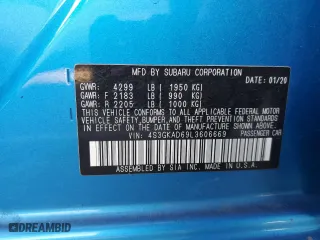 DATE: 01/20
MFD BY SUBARU CORPORATION
GVWR: 4299 LB ( 1950 KG)
GAWR: F 2183 LB ( 990 KG)
GAWR: R 2205 LB ( 1000 KG)
THIS VEHICLE CONFORMS TO ALL APPLICABLE
FEDERAL MOTOR VEHICLE
SAFETY,BUMPER,AND THEFT PREVENTION
STANDARDS IN EFFECT ON THE DATE OF
MANUFACTURE SHOWN ABOVE.
VIN: 4S3GKAD69L3606669 PASSENGER CAR
ASSEMBLED BY SIA INC. MADE IN U.S.A.
DREAMBID